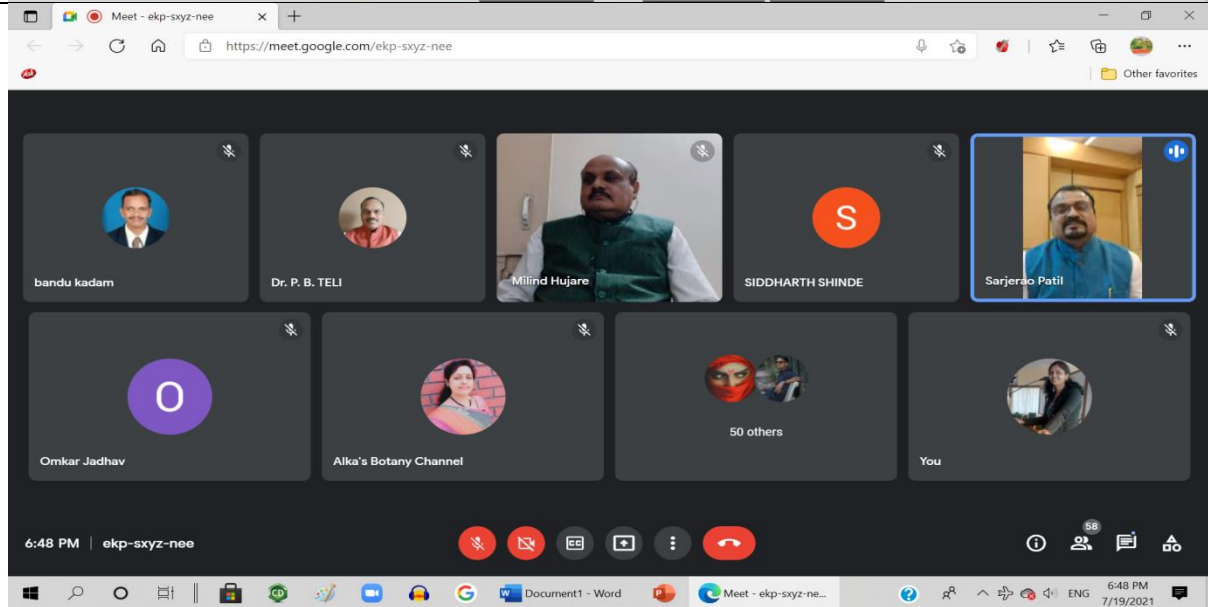 Meet - ekp-sxyz-nee
https://meet.google.com/ekp-sxyz-nee
Other favorites
bandu kadam
Dr. P. B. TELI
Milind Hujare
S
SIDDHARTH SHINDE
Sarjerao Patil
O
Omkar Jadhav
Alka's Botany Channel
50 others
You
6:48 PM | ekp-sxyz-nee
CC
58
Document1 - Word
Meet - ekp-sxyz-ne...
ENG
6:48 PM
7/19/2021